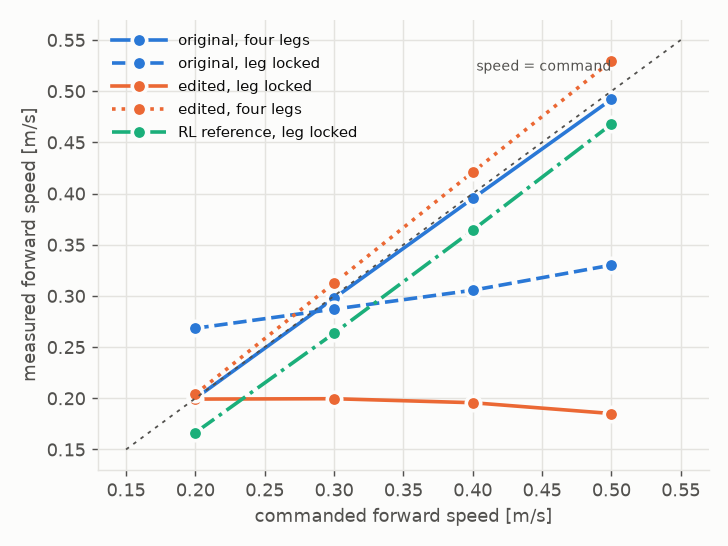 original, four legs
original, leg locked
edited, leg locked
edited, four legs
RL reference, leg locked
speed = command
0.55
0.50
0.45
0.40
0.35
0.30
0.25
0.20
0.15
measured forward speed [m/s]
0.15 0.20 0.25 0.30 0.35 0.40 0.45 0.50 0.55
commanded forward speed [m/s]